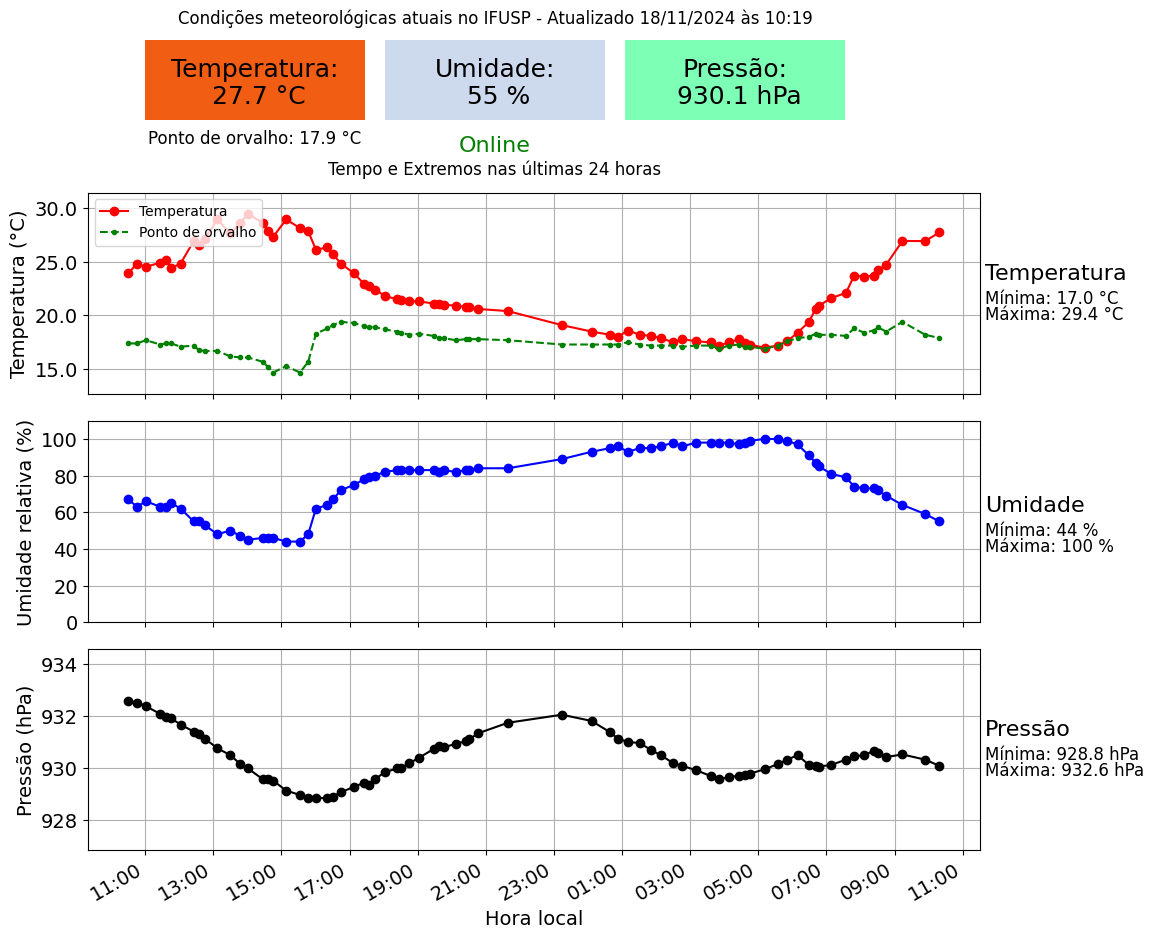 Condições meteorológicas atuais no IFUSP - Atualizado 18/11/2024 às 10:19
Temperatura:
27.7 °C
Umidade:
55 %
Pressão:
930.1 hPa
Ponto de orvalho: 17.9 °C
Online
Tempo e Extremos nas últimas 24 horas
Temperatura (°C)
30.0
25.0
20.0
15.0
Temperatura
Ponto de orvalho
Temperatura
Mínima: 17.0 °C
Máxima: 29.4 °C
Umidade relativa (%)
100
80
60
40
20
0
Umidade
Mínima: 44 %
Máxima: 100 %
Pressão (hPa)
934
932
930
928
Pressão
Mínima: 928.8 hPa
Máxima: 932.6 hPa
11:00 13:00 15:00 17:00 19:00 21:00 23:00 01:00 03:00 05:00 07:00 09:00 11:00
Hora local